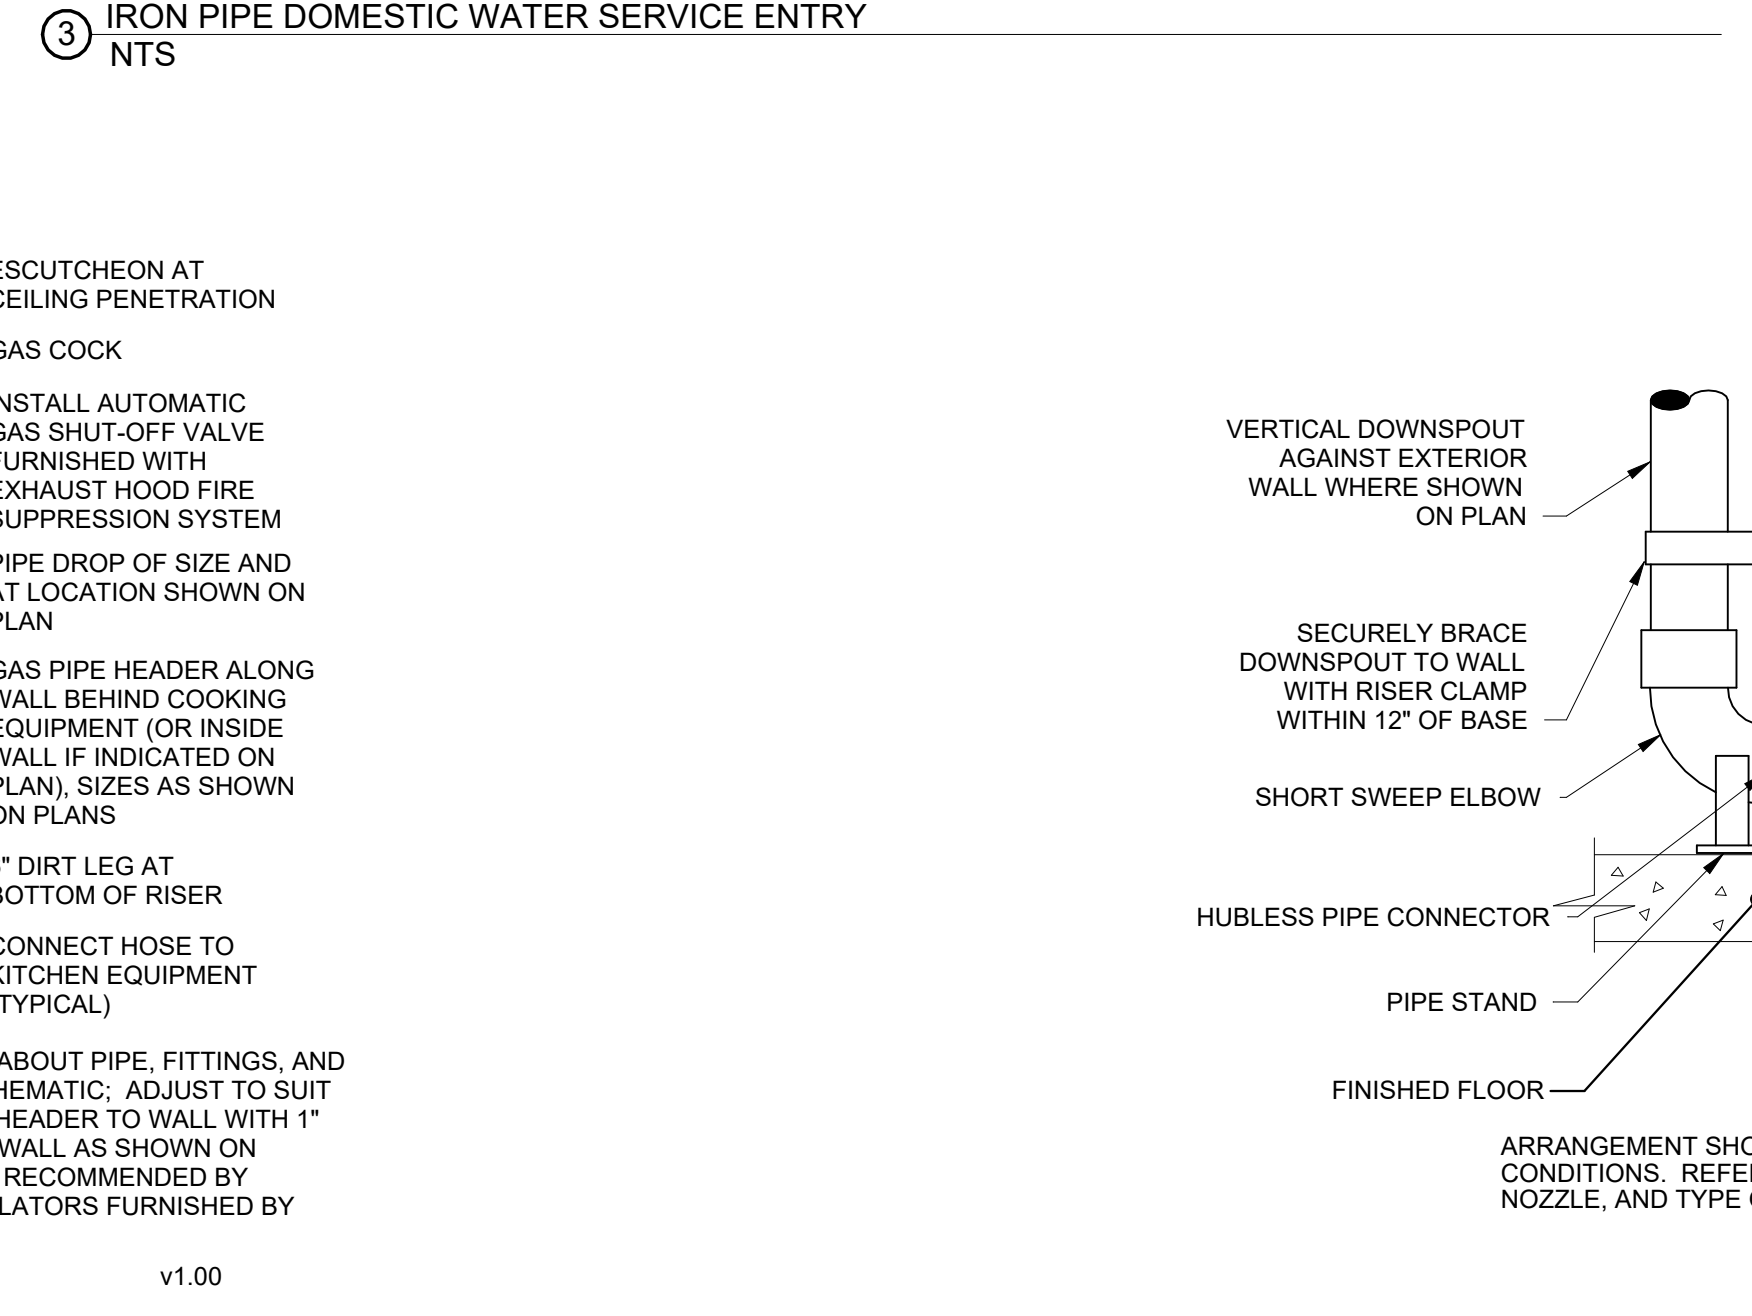 3
IRON PIPE DOMESTIC WATER SERVICE ENTRY
NTS
ESCUTCHEON AT
CEILING PENETRATION
GAS COCK
INSTALL AUTOMATIC
GAS SHUT-OFF VALVE
FURNISHED WITH
EXHAUST HOOD FIRE
SUPPRESSION SYSTEM
PIPE DROP OF SIZE AND
AT LOCATION SHOWN ON
PLAN
GAS PIPE HEADER ALONG
WALL BEHIND COOKING
EQUIPMENT (OR INSIDE
WALL IF INDICATED ON
PLAN), SIZES AS SHOWN
ON PLANS
" DIRT LEG AT
BOTTOM OF RISER
CONNECT HOSE TO
KITCHEN EQUIPMENT
TYPICAL)
ABOUT PIPE, FITTINGS, AND
HEMATIC; ADJUST TO SUIT
HEADER TO WALL WITH 1"
WALL AS SHOWN ON
RECOMMENDED BY
LATORS FURNISHED BY
v1.00
VERTICAL DOWNSPOUT
AGAINST EXTERIOR
WALL WHERE SHOWN
ON PLAN
SECURELY BRACE
DOWNSPOUT TO WALL
WITH RISER CLAMP
WITHIN 12" OF BASE
SHORT SWEEP ELBOW
HUBLESS PIPE CONNECTOR
PIPE STAND
FINISHED FLOOR
ARRANGEMENT SHO
CONDITIONS. REFE
NOZZLE, AND TYPE